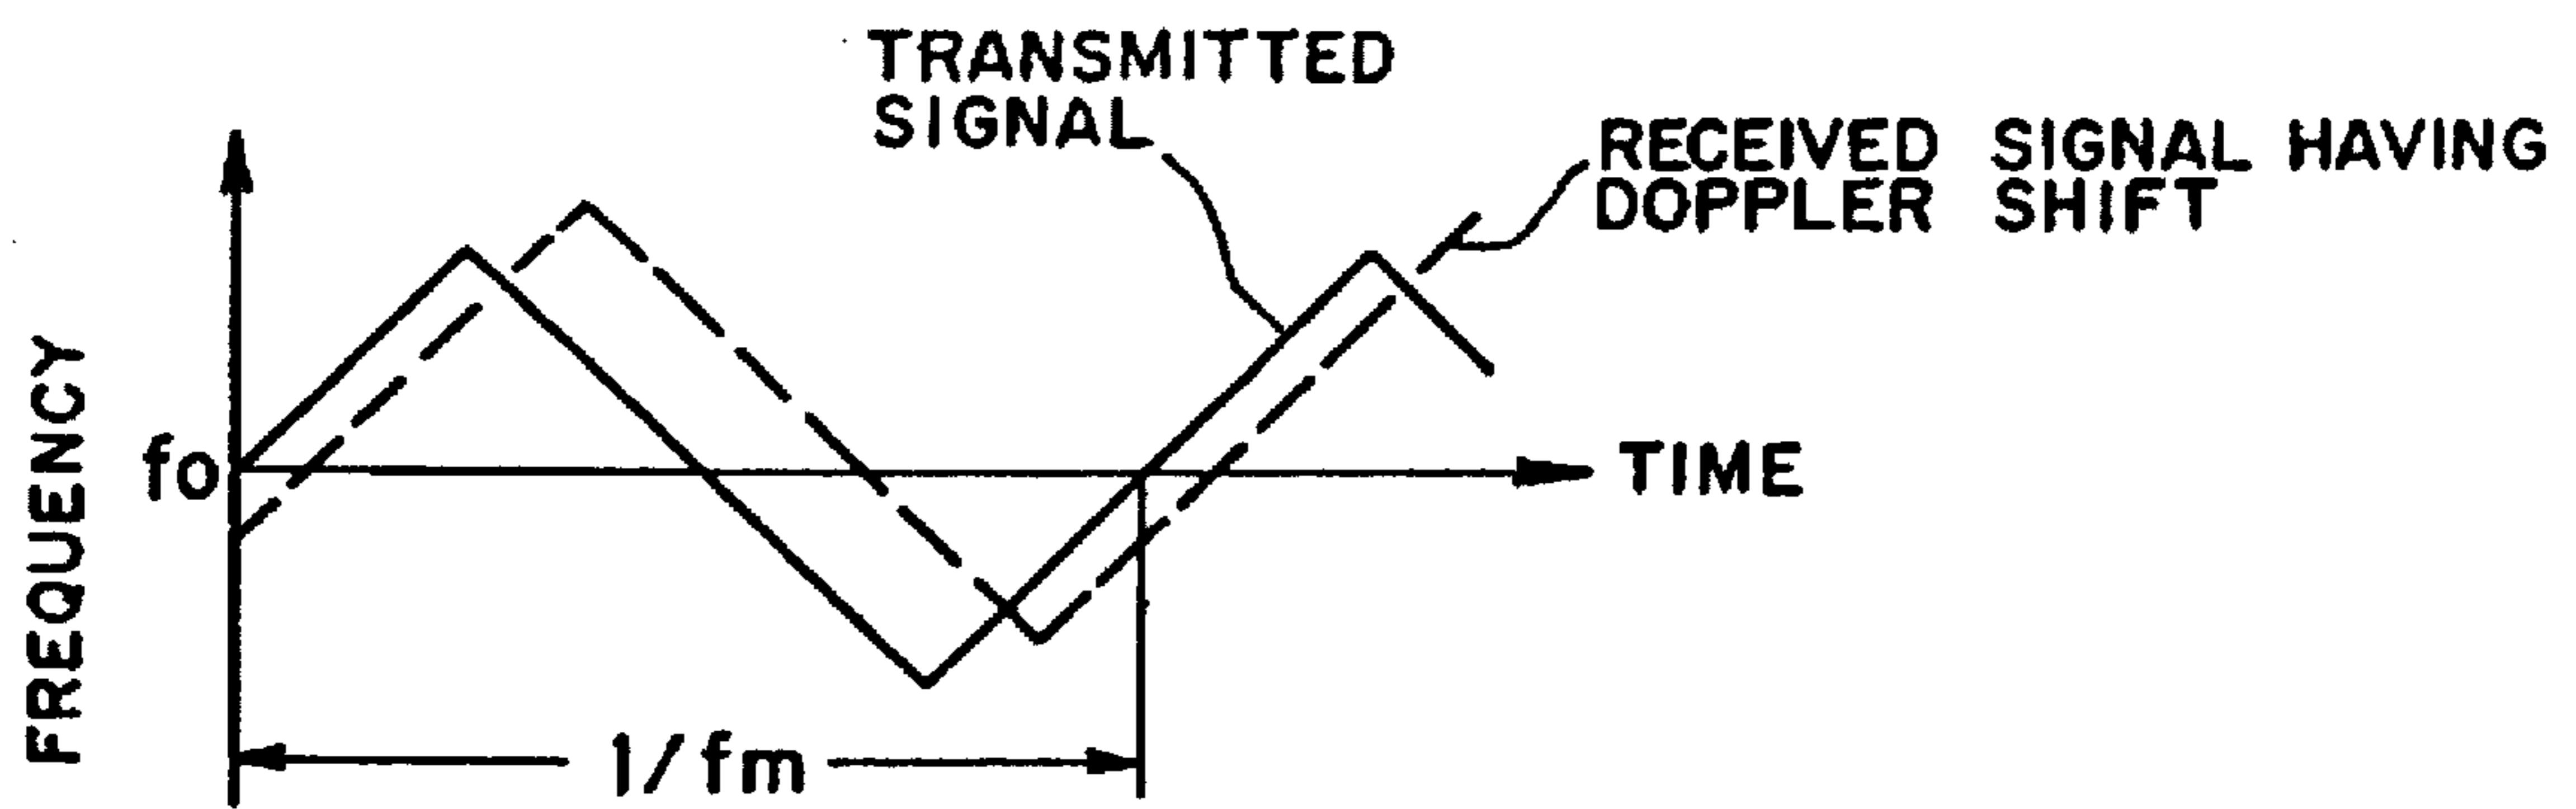 TRANSMITTED
SIGNAL
RECEIVED SIGNAL HAVING
DOPPLER SHIFT
FREQUENCY
fo
TIME
1/fm